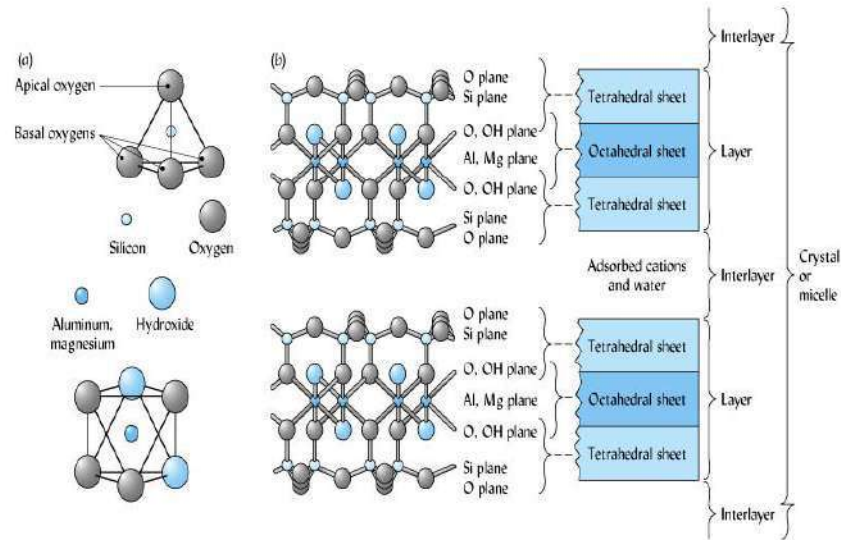 (a)
Apical oxygen
Basal oxygens
Silicon
Oxygen
Aluminum,
magnesium
Hydroxide
(b)
O plane
Si plane
O, OH plane
Al, Mg plane
O, OH plane
Si plane
O plane
Tetrahedral sheet
Octahedral sheet
Tetrahedral sheet
Interlayer
Layer
Adsorbed cations
and water
Interlayer
Crystal
or
micelle
O plane
Si plane
O, OH plane
Al, Mg plane
O, OH plane
Si plane
O plane
Tetrahedral sheet
Octahedral sheet
Tetrahedral sheet
Layer
Interlayer